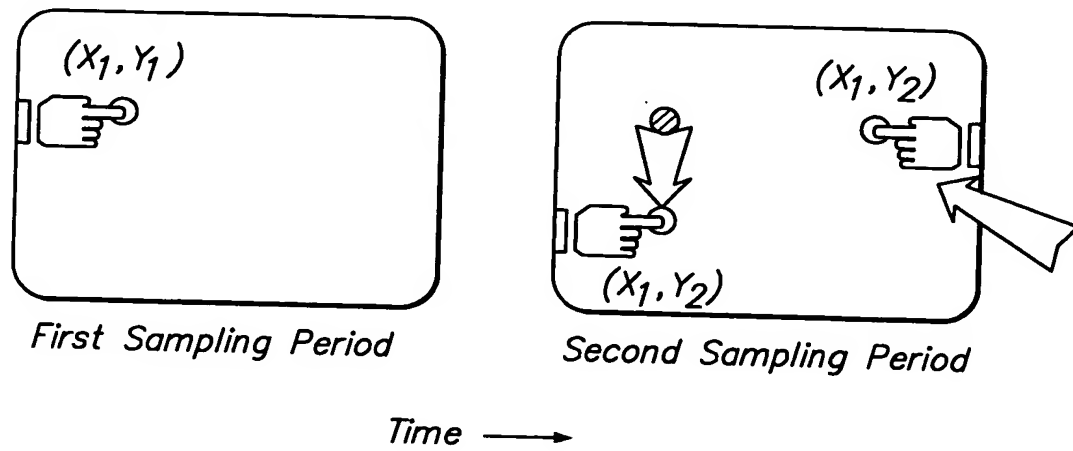 (X1, Y1)
First Sampling Period
(X1, Y2)
(X1, Y2)
Second Sampling Period
Time